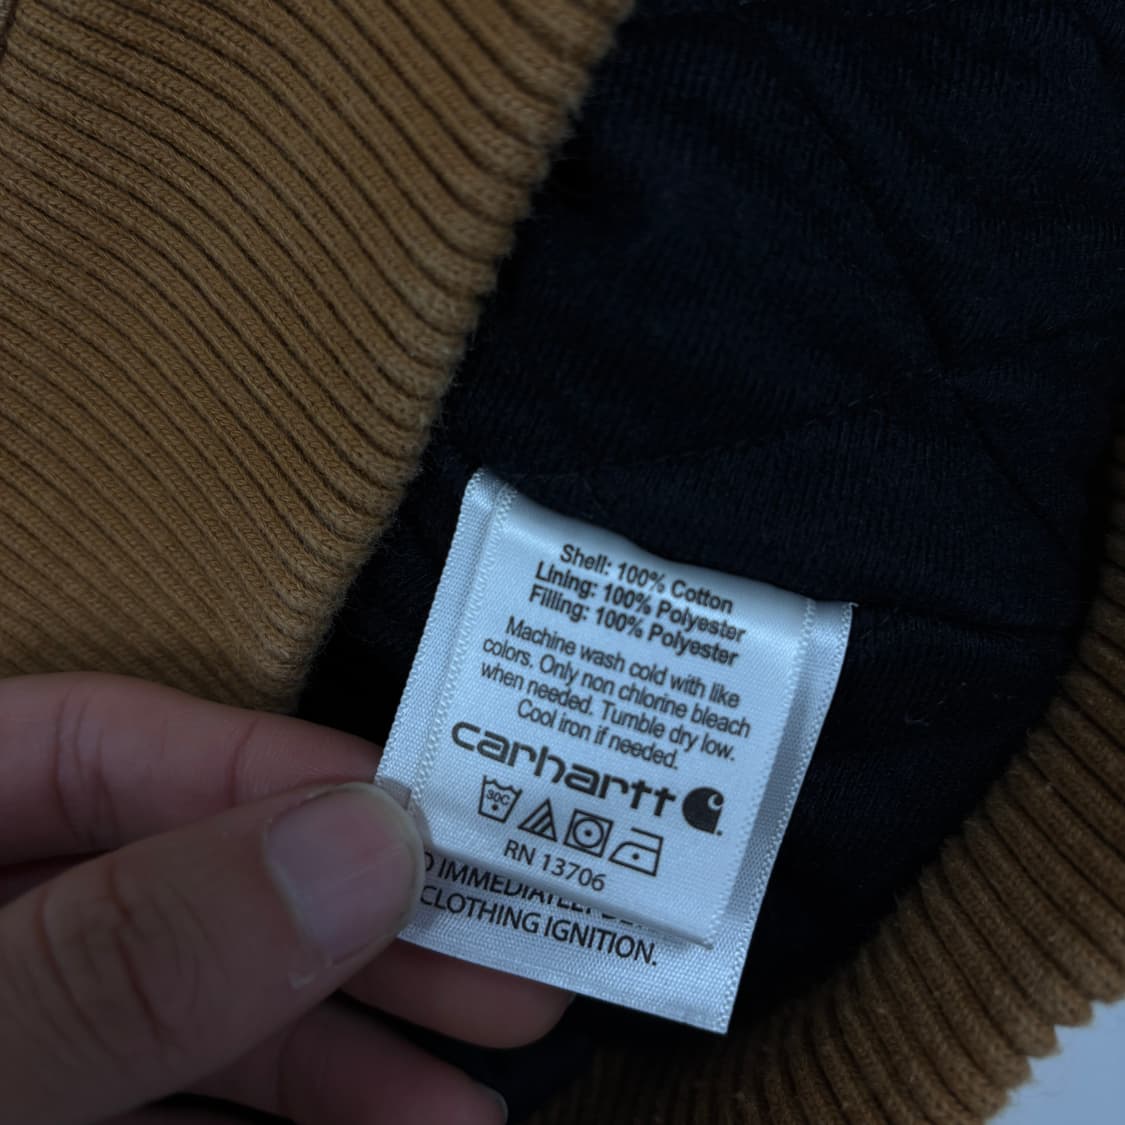 Shell: 100% Cotton
Lining: 100% Polyester
Filling: 100% Polyester
Machine wash cold with like
colors. Only non chlorine bleach
when needed. Tumble dry low.
Cool iron if needed.
carhartt
30C
RN 13706
IMMEDIATELY
CLOTHING IGNITION.